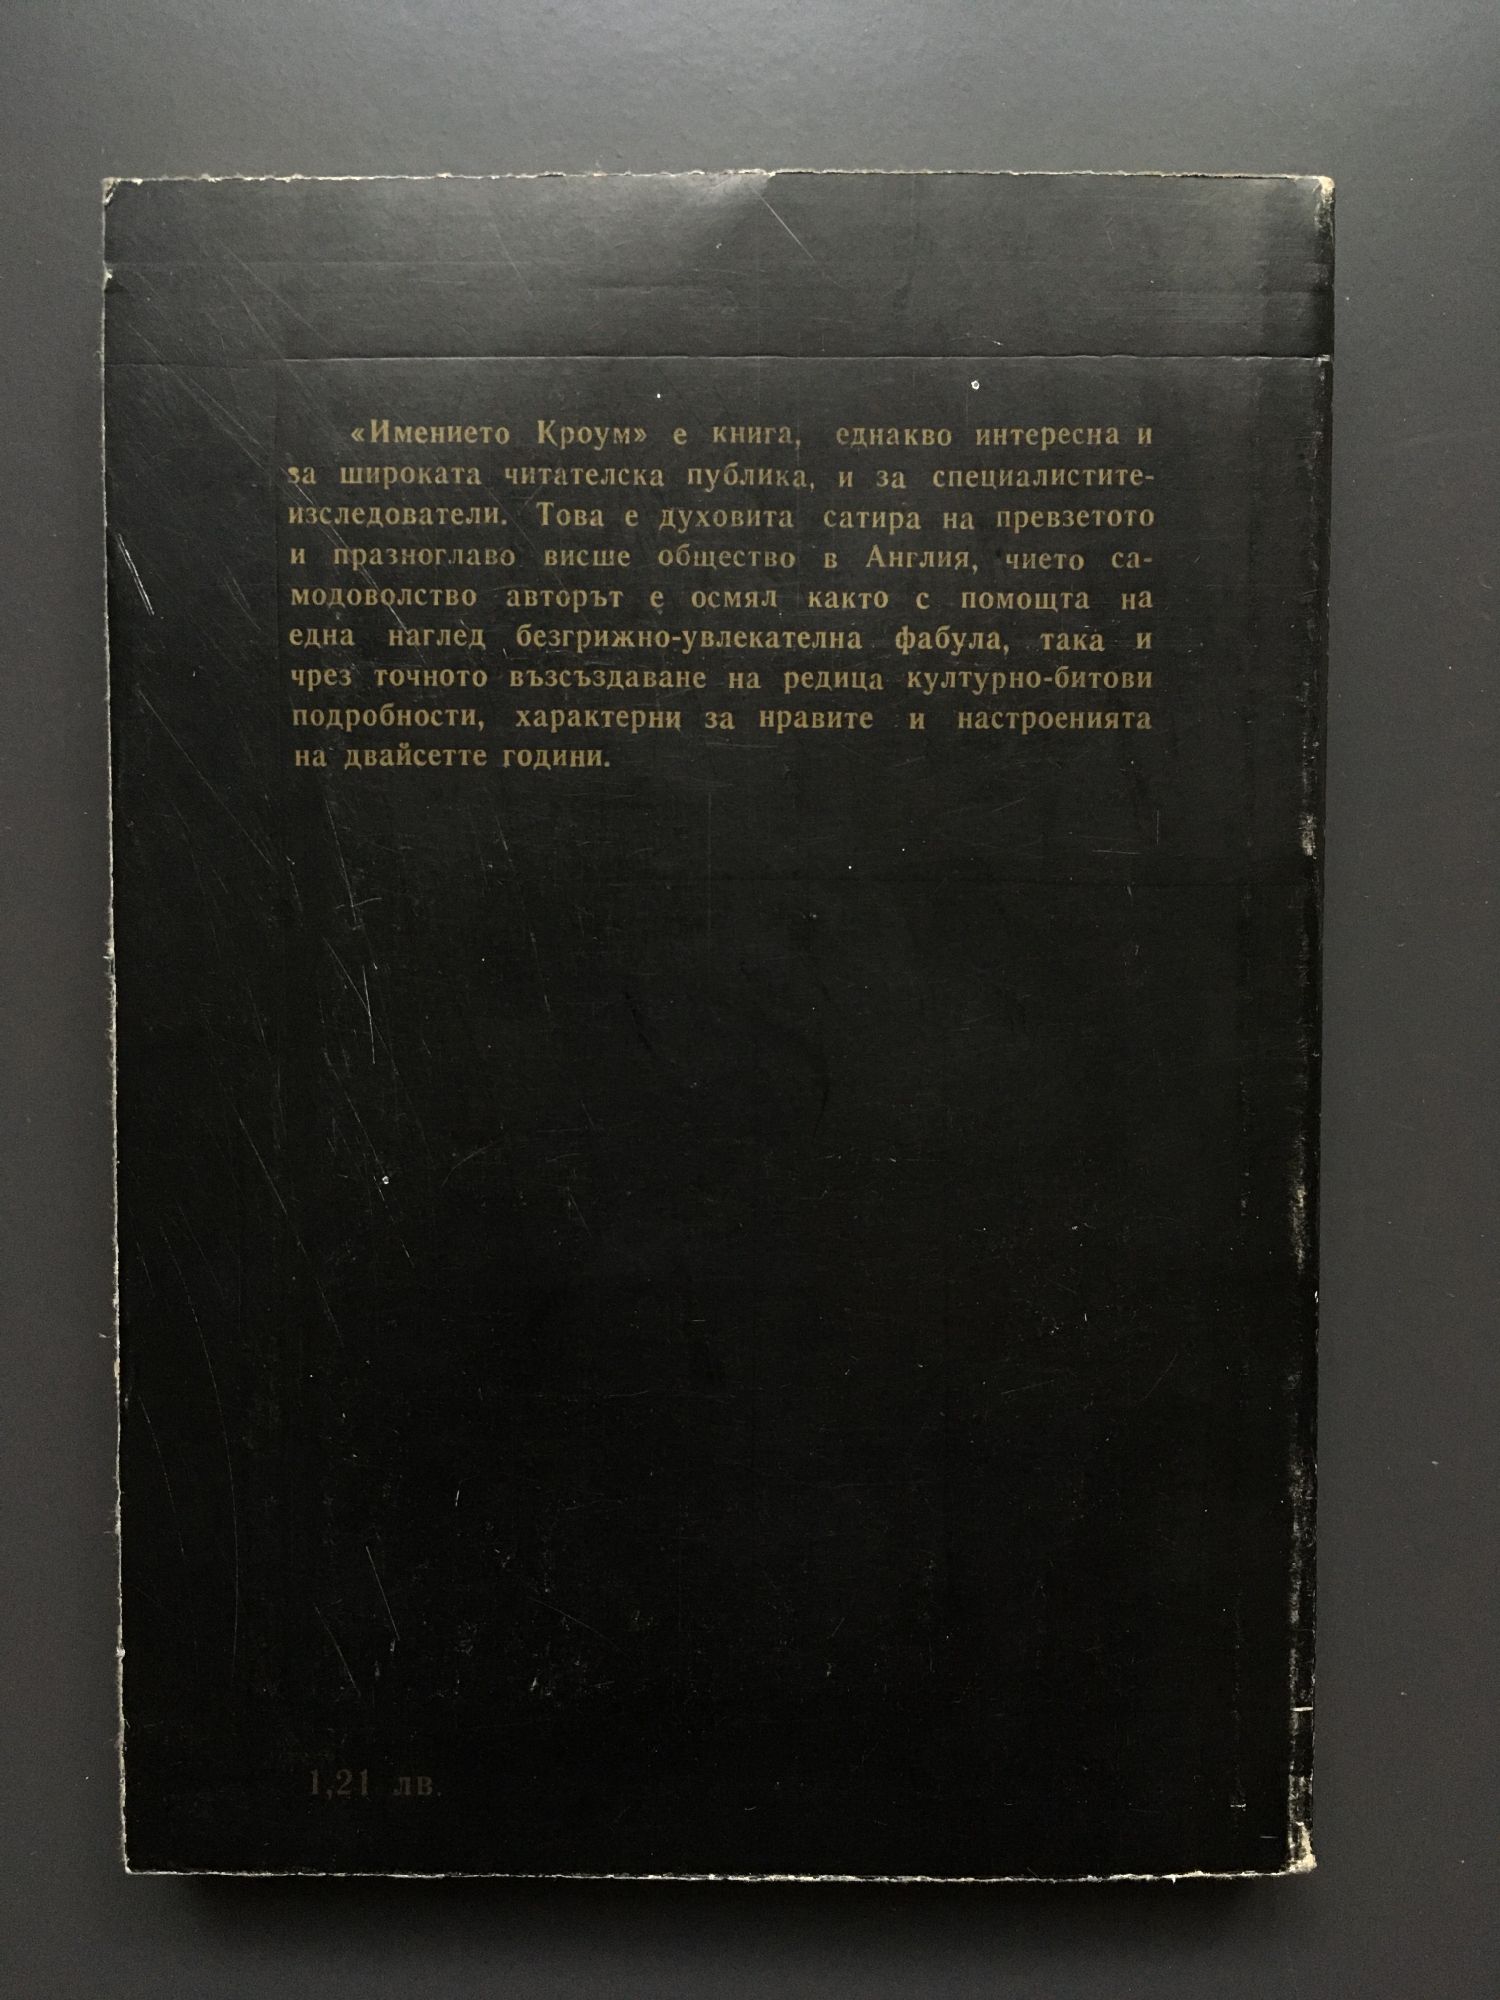 «Имението Кроум» е книга, еднакво интересна и
за широката читателска публика, и за специалистите-
изследователи. Това е духовита сатира на превзетото
и празноглаво висше общество в Англия, чието са-
модоволство авторът е осмял както с помощта на
една наглед безгрижно-увлекателна фабула, така и
чрез точното възсъздаване на редица културно-битови
подробности, характерни за нравите и настроенията
на двайсетте години.
1,21 лв.